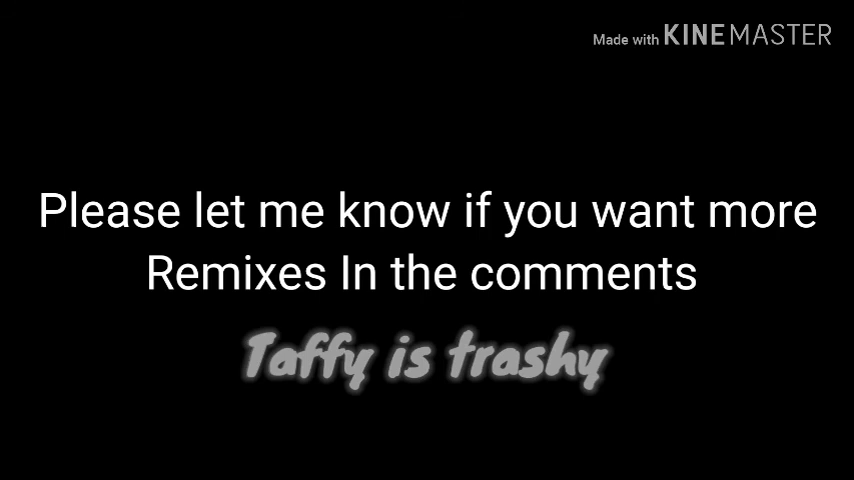 Made with KINEMASTER
Please let me know if you want more
Remixes In the comments
Taffy is trashy